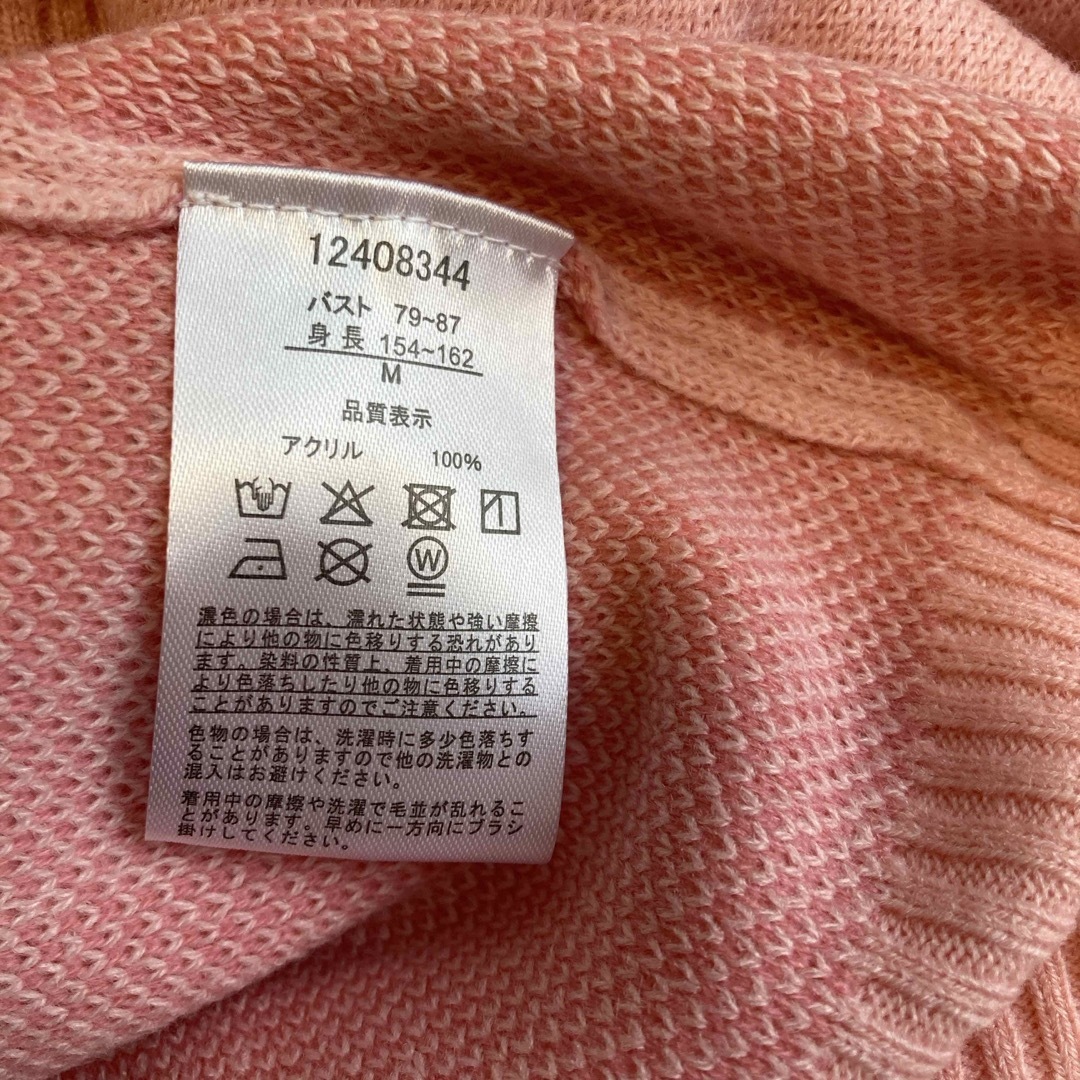 12408344
バスト 79~87
身長 154~162
M
品質表示
アクリル 100%
W
濃色の場合は、濡れた状態や強い摩擦
により他の物に色移りする恐れがあり
ます。染料の性質上、着用中の摩擦に
より色落ちしたり他の物に色移りする
ことがありますのでご注意ください。
色物の場合は、洗濯時に多少色落ちす
ることがありますので他の洗濯物との
混入はお避けください。
着用中の摩擦や洗濯で毛並が乱れるこ
とがあります。早めに一方向にブラシ
掛けしてください。